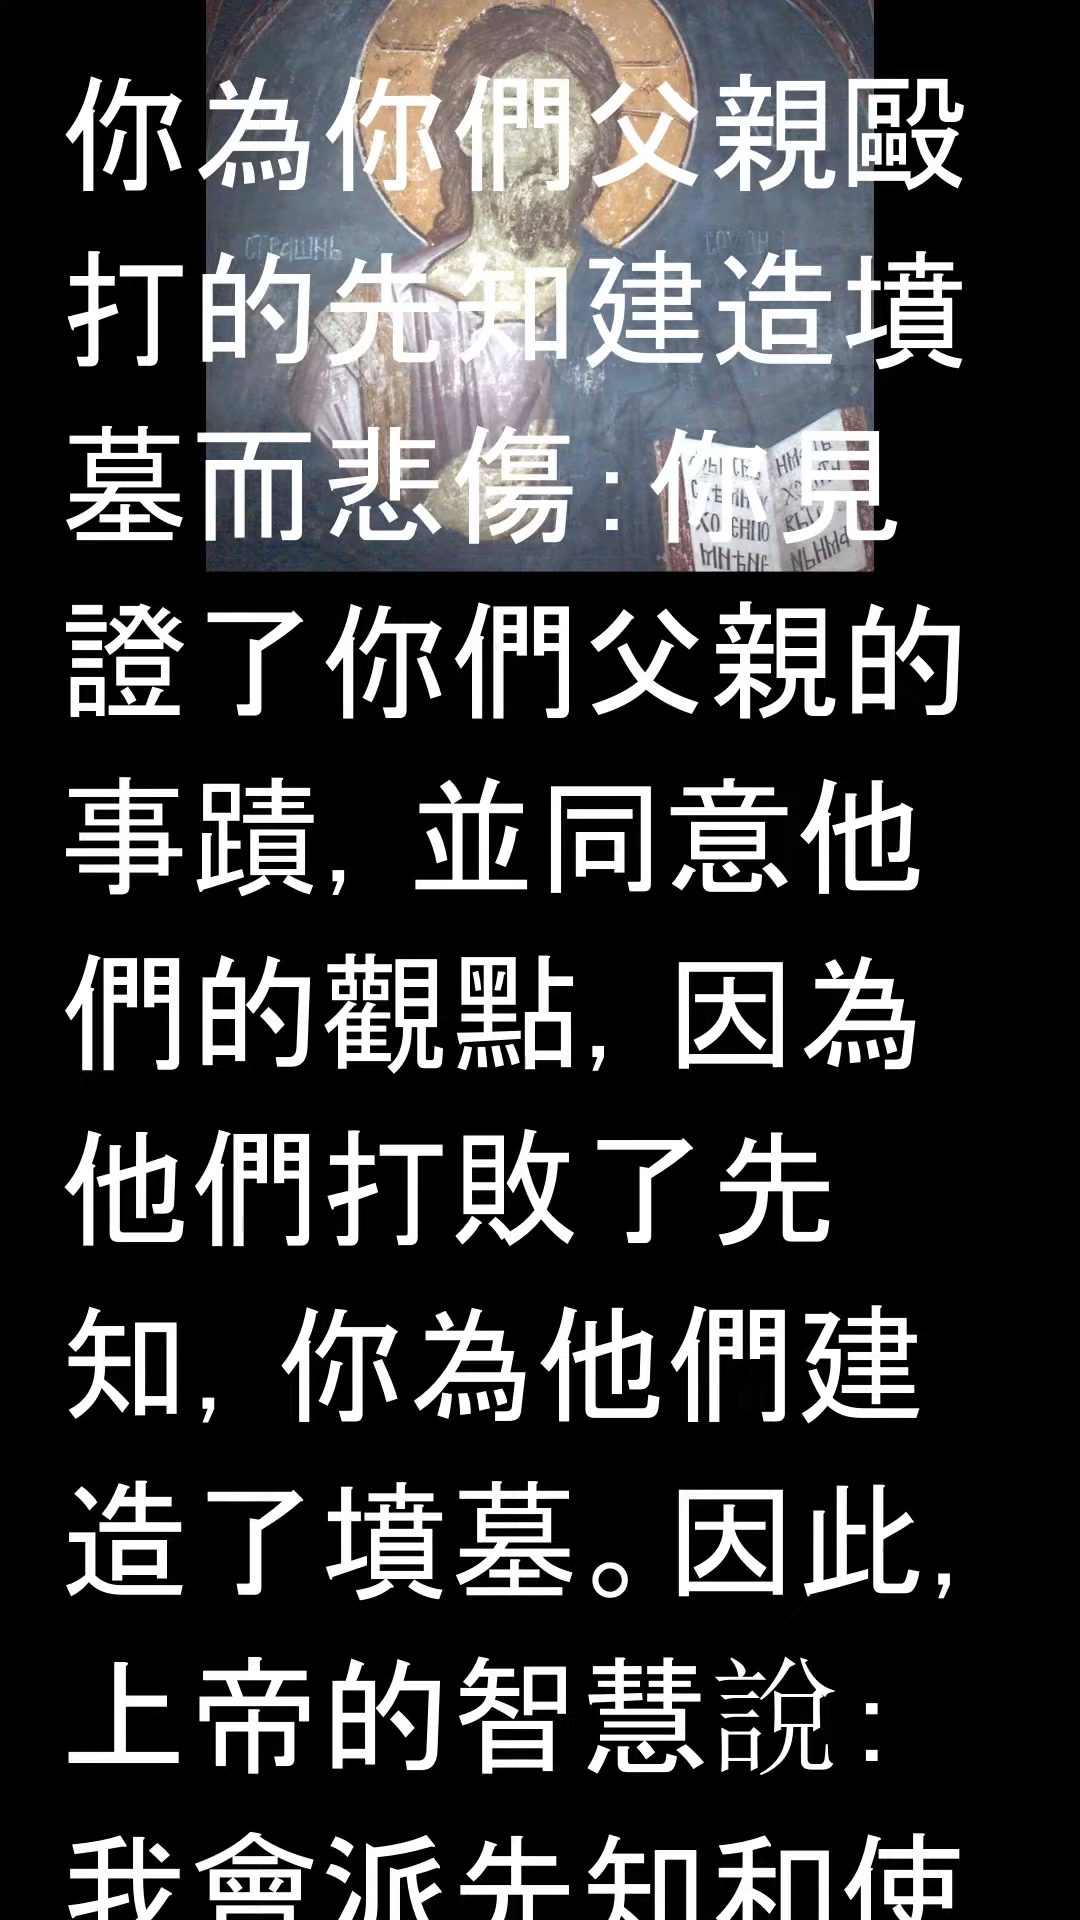 你為你們父親毆
打的先知建造墳
墓而悲傷：你見
證了你們父親的
事蹟，並同意他
們的觀點，因為
他們打敗了先
知，你為他們建
造了墳墓。因此，
上帝的智慧說：
我會派先知和使
СТРАШНЬ